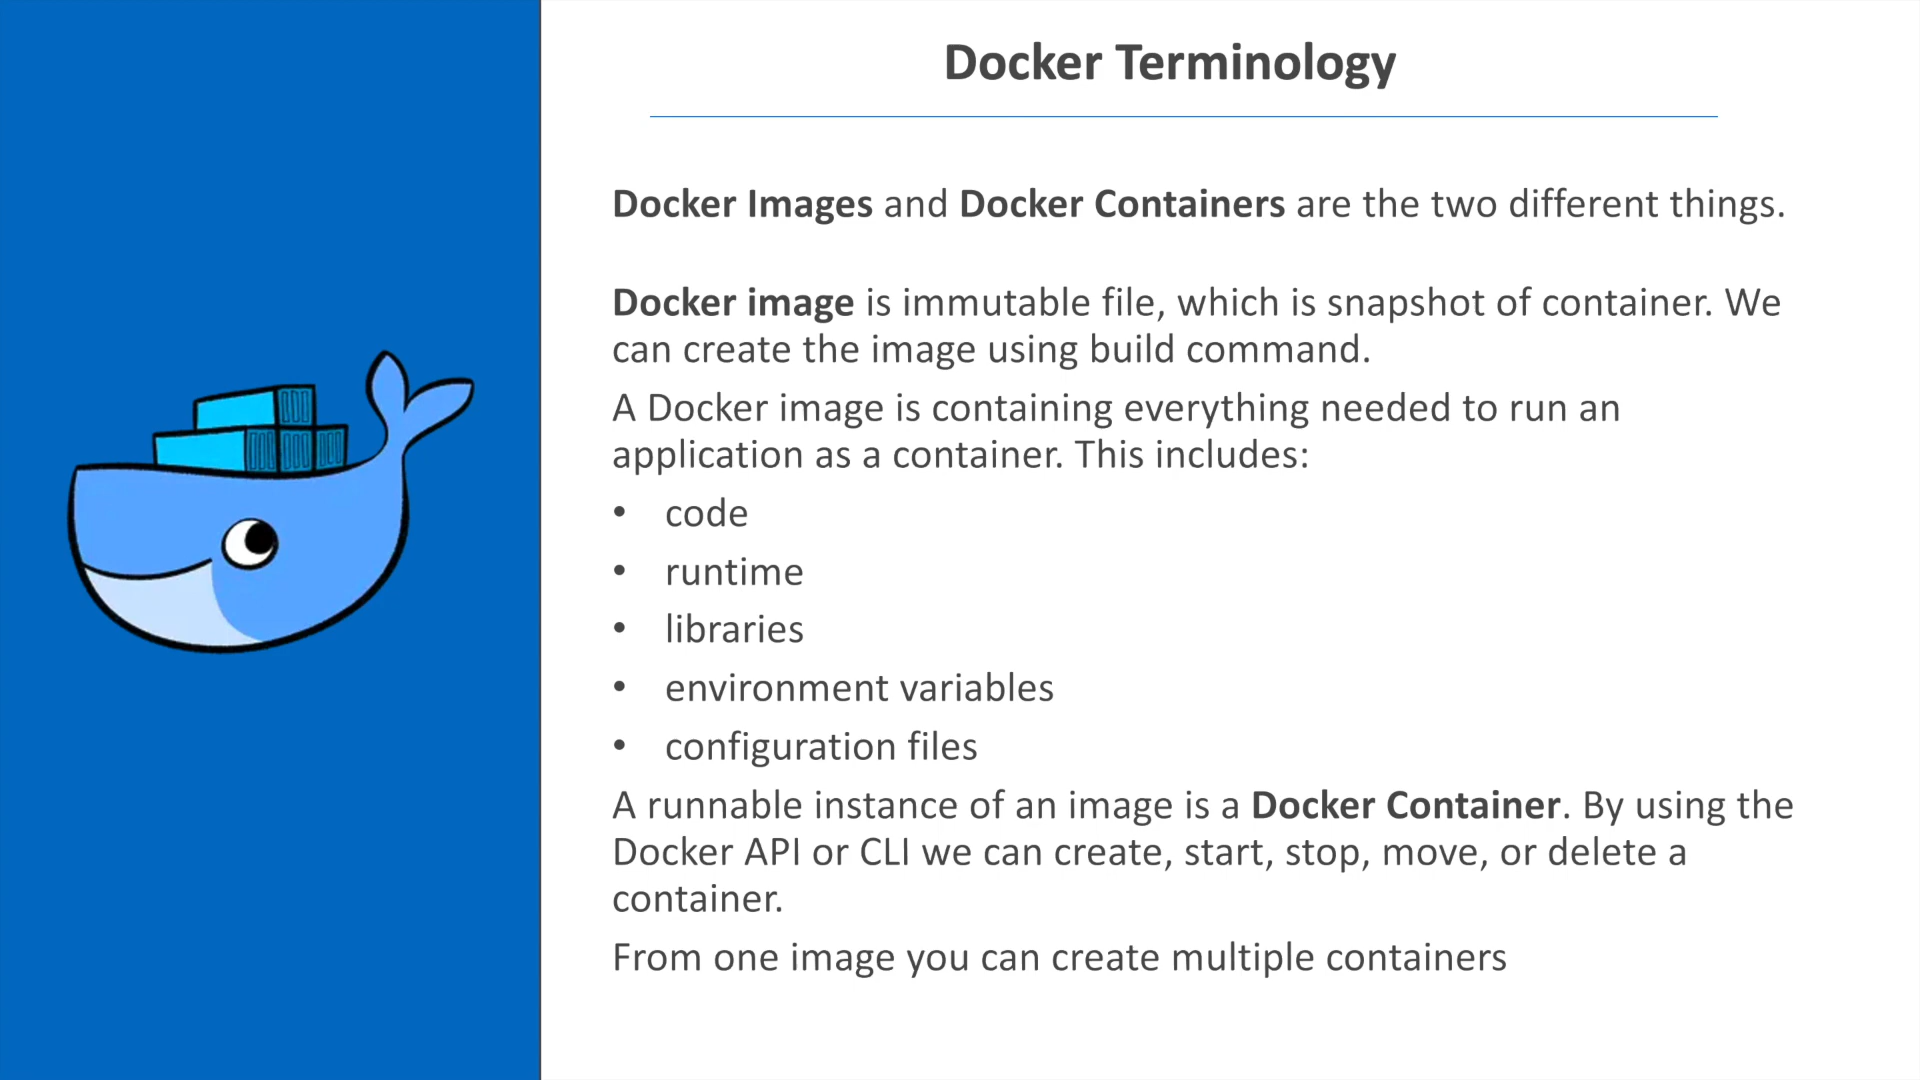 Docker Terminology
Docker Images and Docker Containers are the two different things.
Docker image is immutable file, which is snapshot of container. We
can create the image using build command.
A Docker image is containing everything needed to run an
application as a container. This includes:
• code
• runtime
• libraries
• environment variables
• configuration files
A runnable instance of an image is a Docker Container. By using the
Docker API or CLI we can create, start, stop, move, or delete a
container.
From one image you can create multiple containers